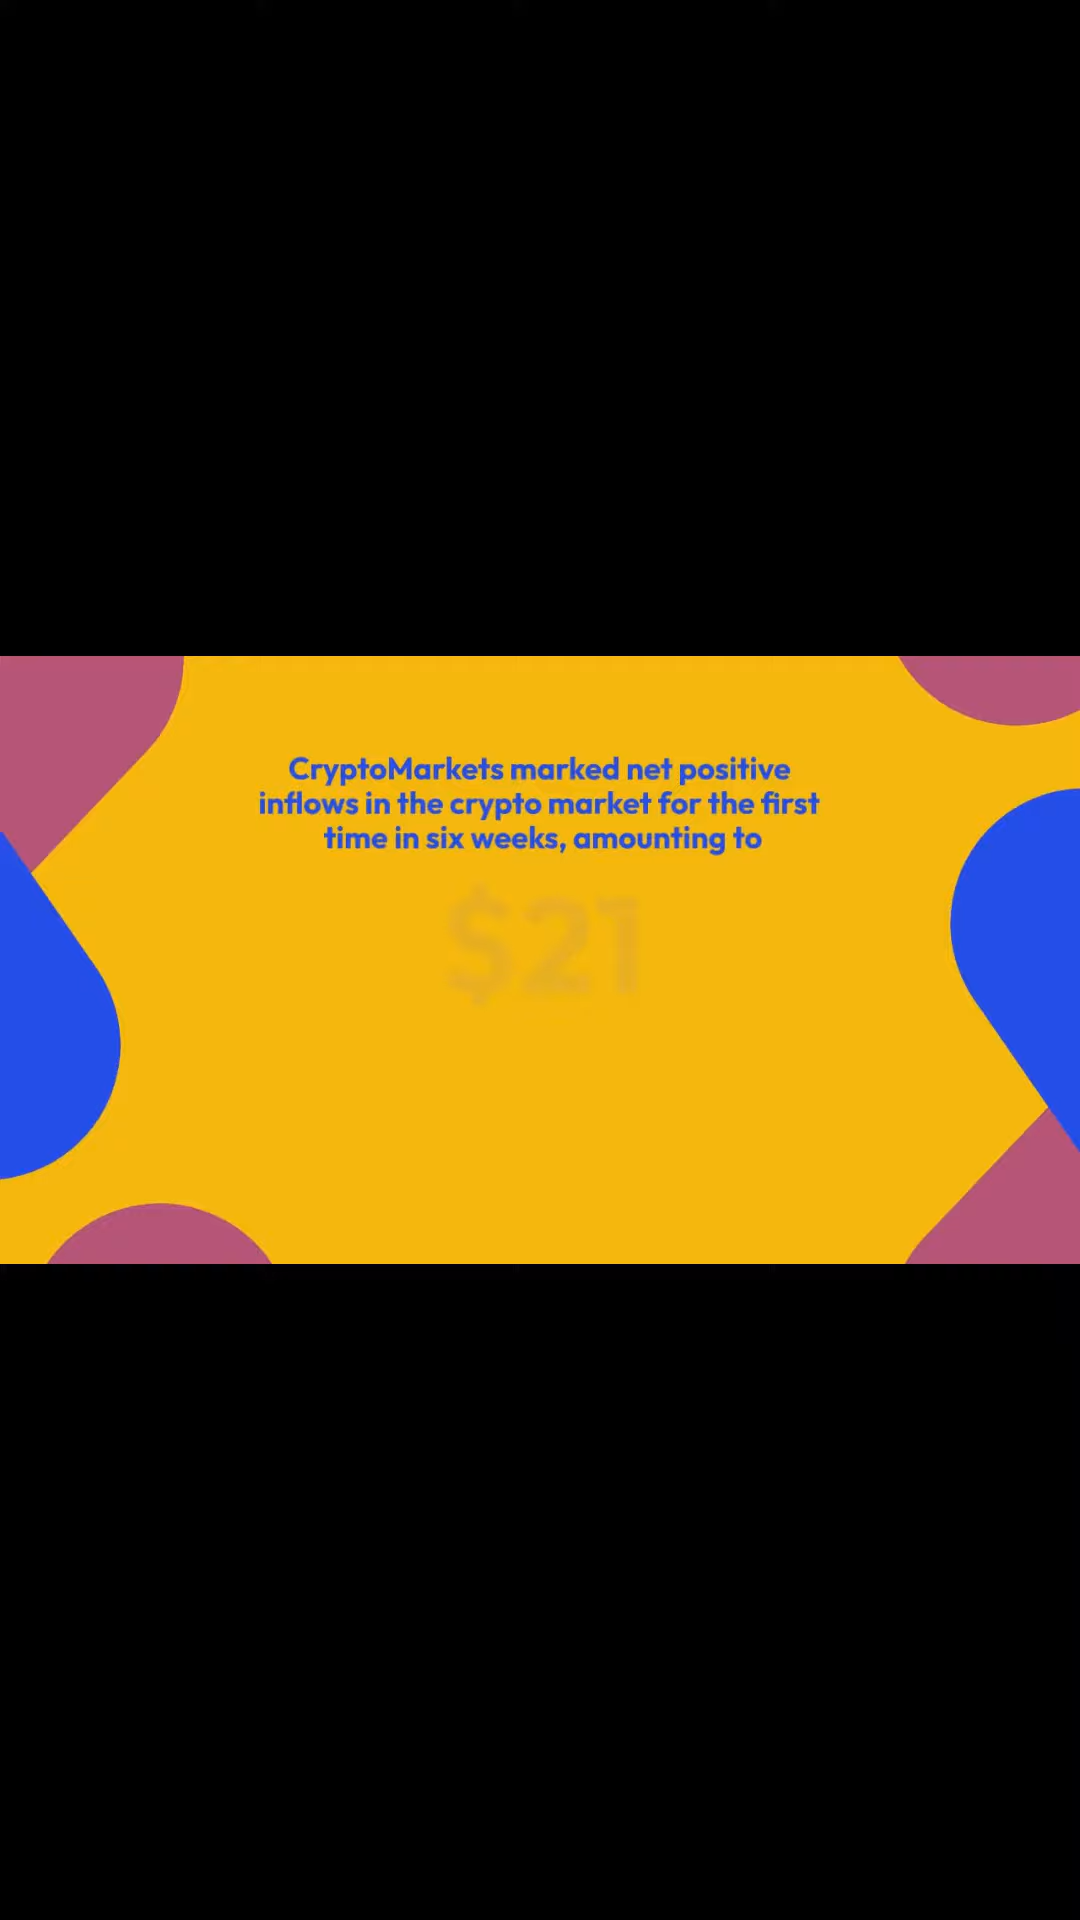 CryptoMarkets marked net positive
inflows in the crypto market for the first
time in six weeks, amounting to
$21